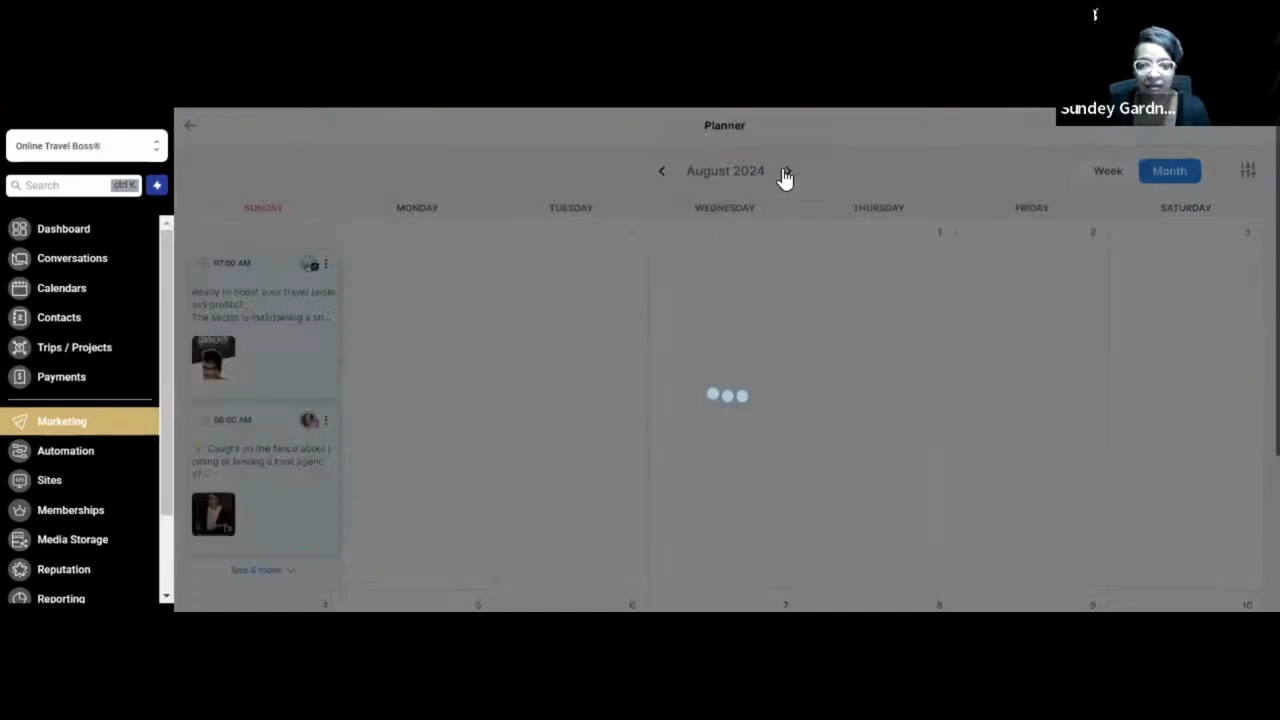 Sundey Gardn...
Online Travel Boss®
Search
ctrl K
Dashboard
Conversations
Calendars
Contacts
Trips / Projects
Payments
Marketing
Automation
Sites
Memberships
Media Storage
Reputation
Reporting
Planner
August 2024
Week
Month
SUNDAY
MONDAY
TUESDAY
WEDNESDAY
THURSDAY
FRIDAY
SATURDAY
1
2
3
07:00 AM
Ready to boost your travel busin
ess profits?
The secret is maintaining a str...
08:00 AM
Caught on the fence about j
oining or leaving a host agenc
y?...
See 4 more
4
5
6
7
8
9
10